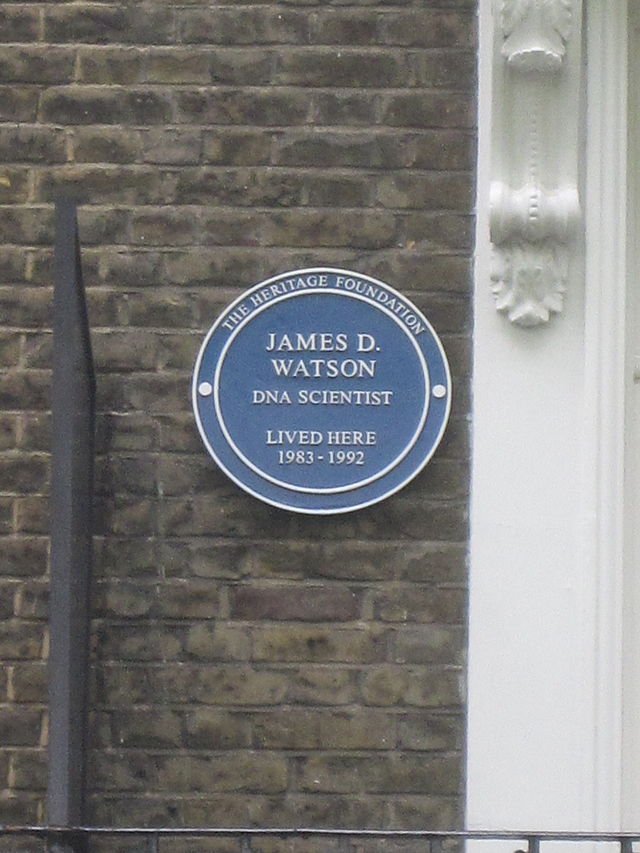 THE HERITAGE FOUNDATION
JAMES D.
WATSON
DNA SCIENTIST
LIVED HERE
1983 - 1992